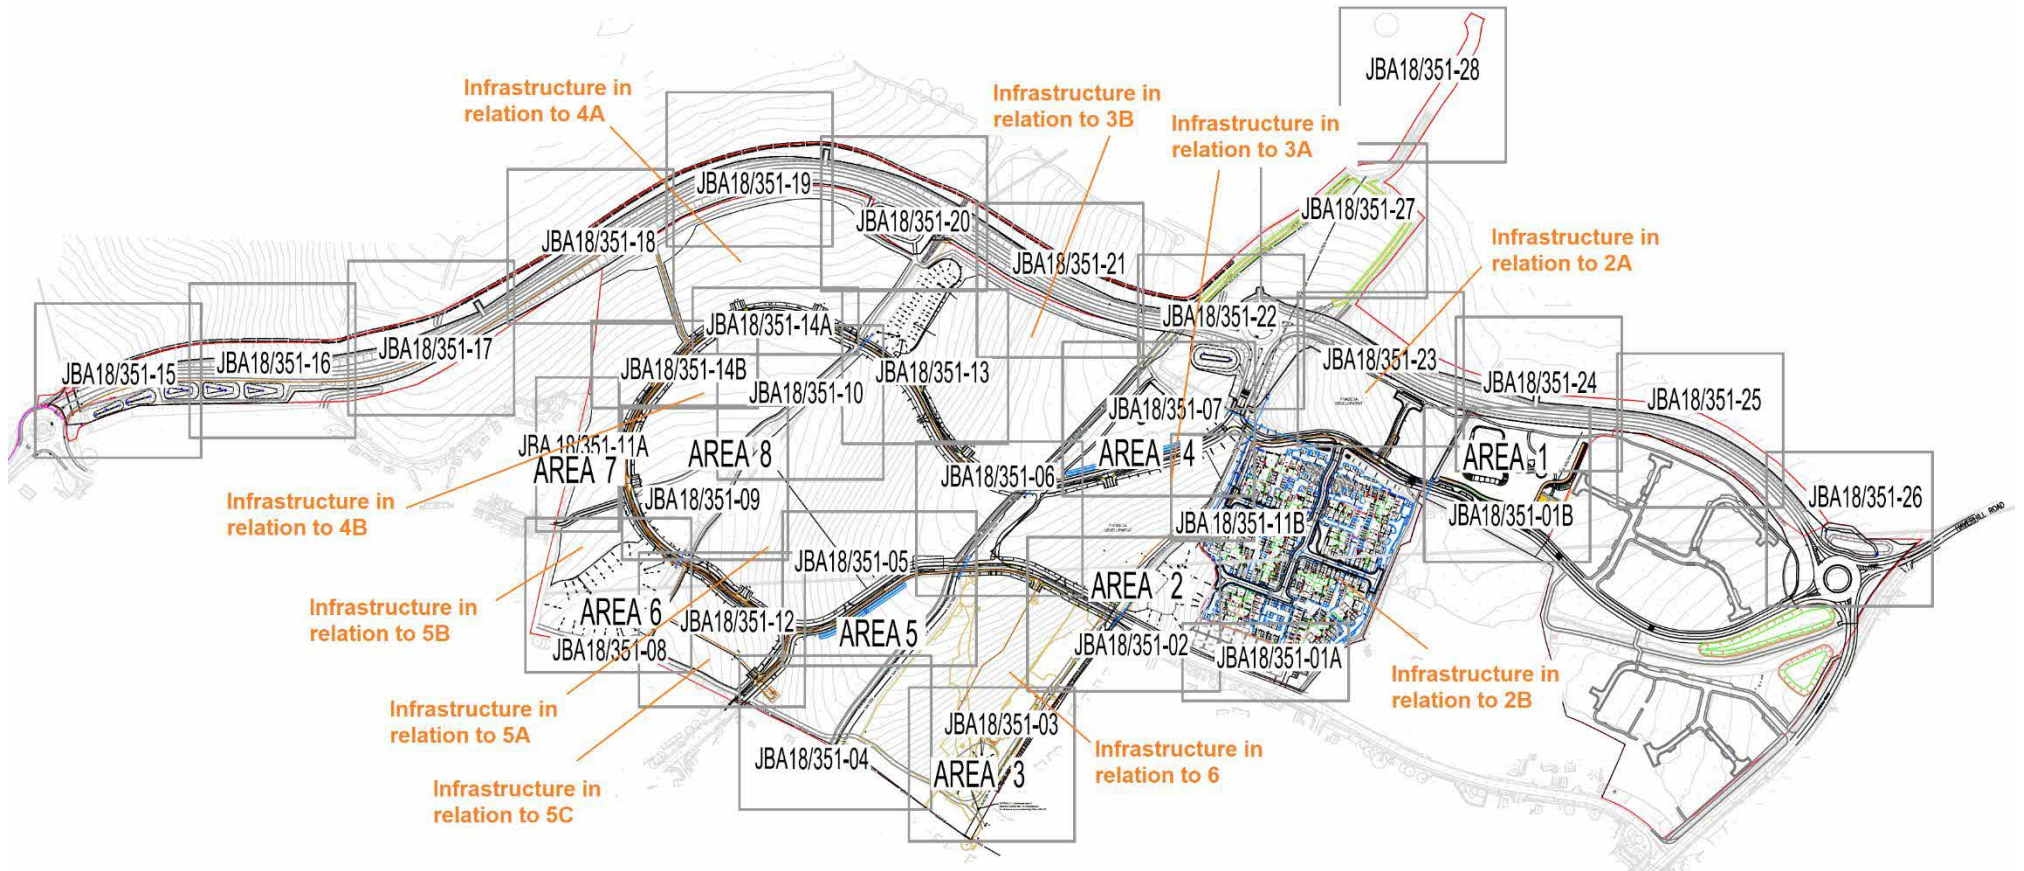 JBA18/351-28
Infrastructure in
relation to 4A
Infrastructure in
relation to 3B
Infrastructure in
relation to 3A
JBA18/351-19
JBA18/351-20
JBA18/351-27
JBA18/351-18
Infrastructure in
relation to 2A
JBA18/351-21
JBA18/351-22
JBA18/351-14A
JBA18/351-17
JBA18/351-16
JBA18/351-15
JBA18/351-23
JBA18/351-14B
JBA18/351-13
JBA18/351-10
JBA18/351-24
JBA18/351-25
JBA18/351-07
JBA18/351-11A
AREA 7
AREA 8
AREA 4
AREA 1
JBA18/351-06
JBA18/351-09
JBA18/351-26
HAVERHILL ROAD
Infrastructure in
relation to 4B
JBA18/351-11B
JBA18/351-01B
JBA18/351-05
AREA 2
Infrastructure in
relation to 5B
AREA 6
JBA18/351-12
AREA 5
JBA18/351-08
JBA18/351-02
JBA18/351-01A
Infrastructure in
relation to 2B
Infrastructure in
relation to 5A
JBA18/351-03
JBA18/351-04
AREA 3
Infrastructure in
relation to 6
Infrastructure in
relation to 5C